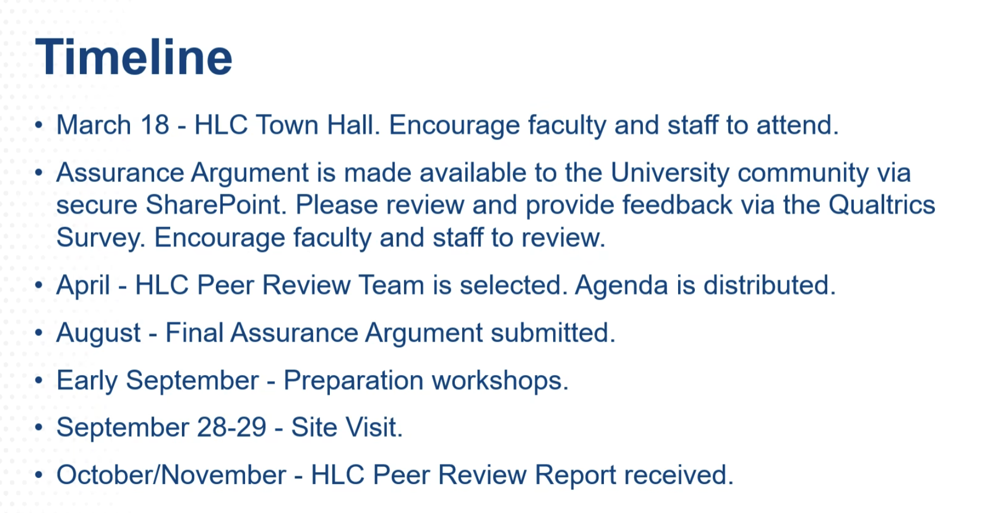 Timeline
• March 18 - HLC Town Hall. Encourage faculty and staff to attend.
• Assurance Argument is made available to the University community via
secure SharePoint. Please review and provide feedback via the Qualtrics
Survey. Encourage faculty and staff to review.
• April - HLC Peer Review Team is selected. Agenda is distributed.
• August - Final Assurance Argument submitted.
• Early September - Preparation workshops.
• September 28-29 - Site Visit.
• October/November - HLC Peer Review Report received.